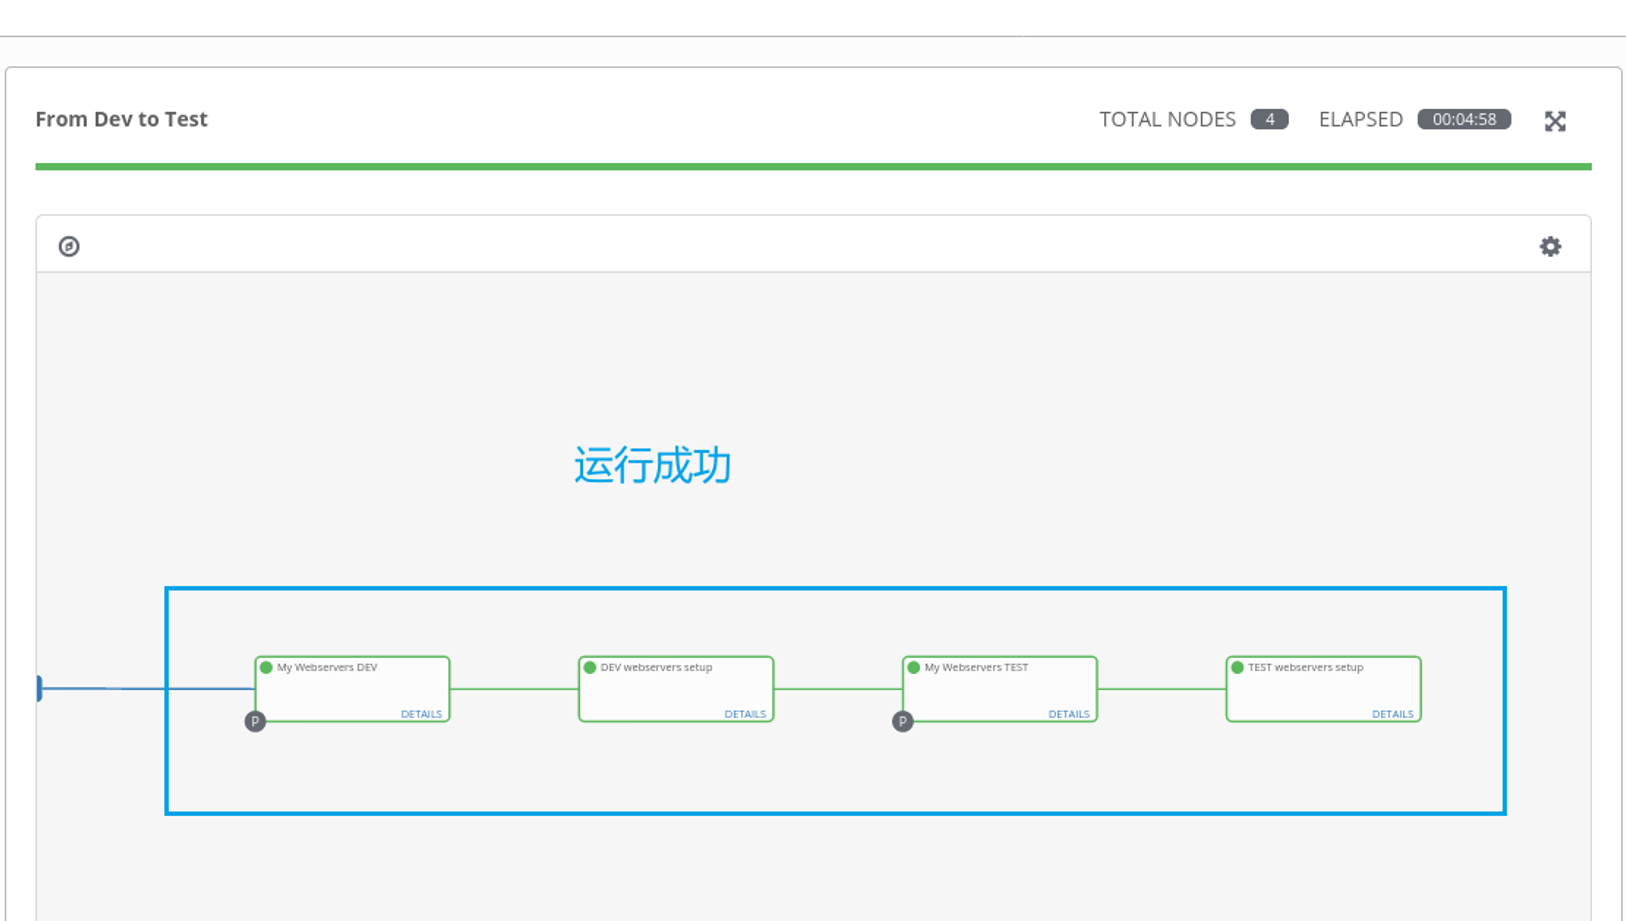 From Dev to Test
TOTAL NODES 4 ELAPSED 00:04:58
运行成功
My Webservers DEV
DETAILS
P
DEV webservers setup
DETAILS
My Webservers TEST
DETAILS
P
TEST webservers setup
DETAILS